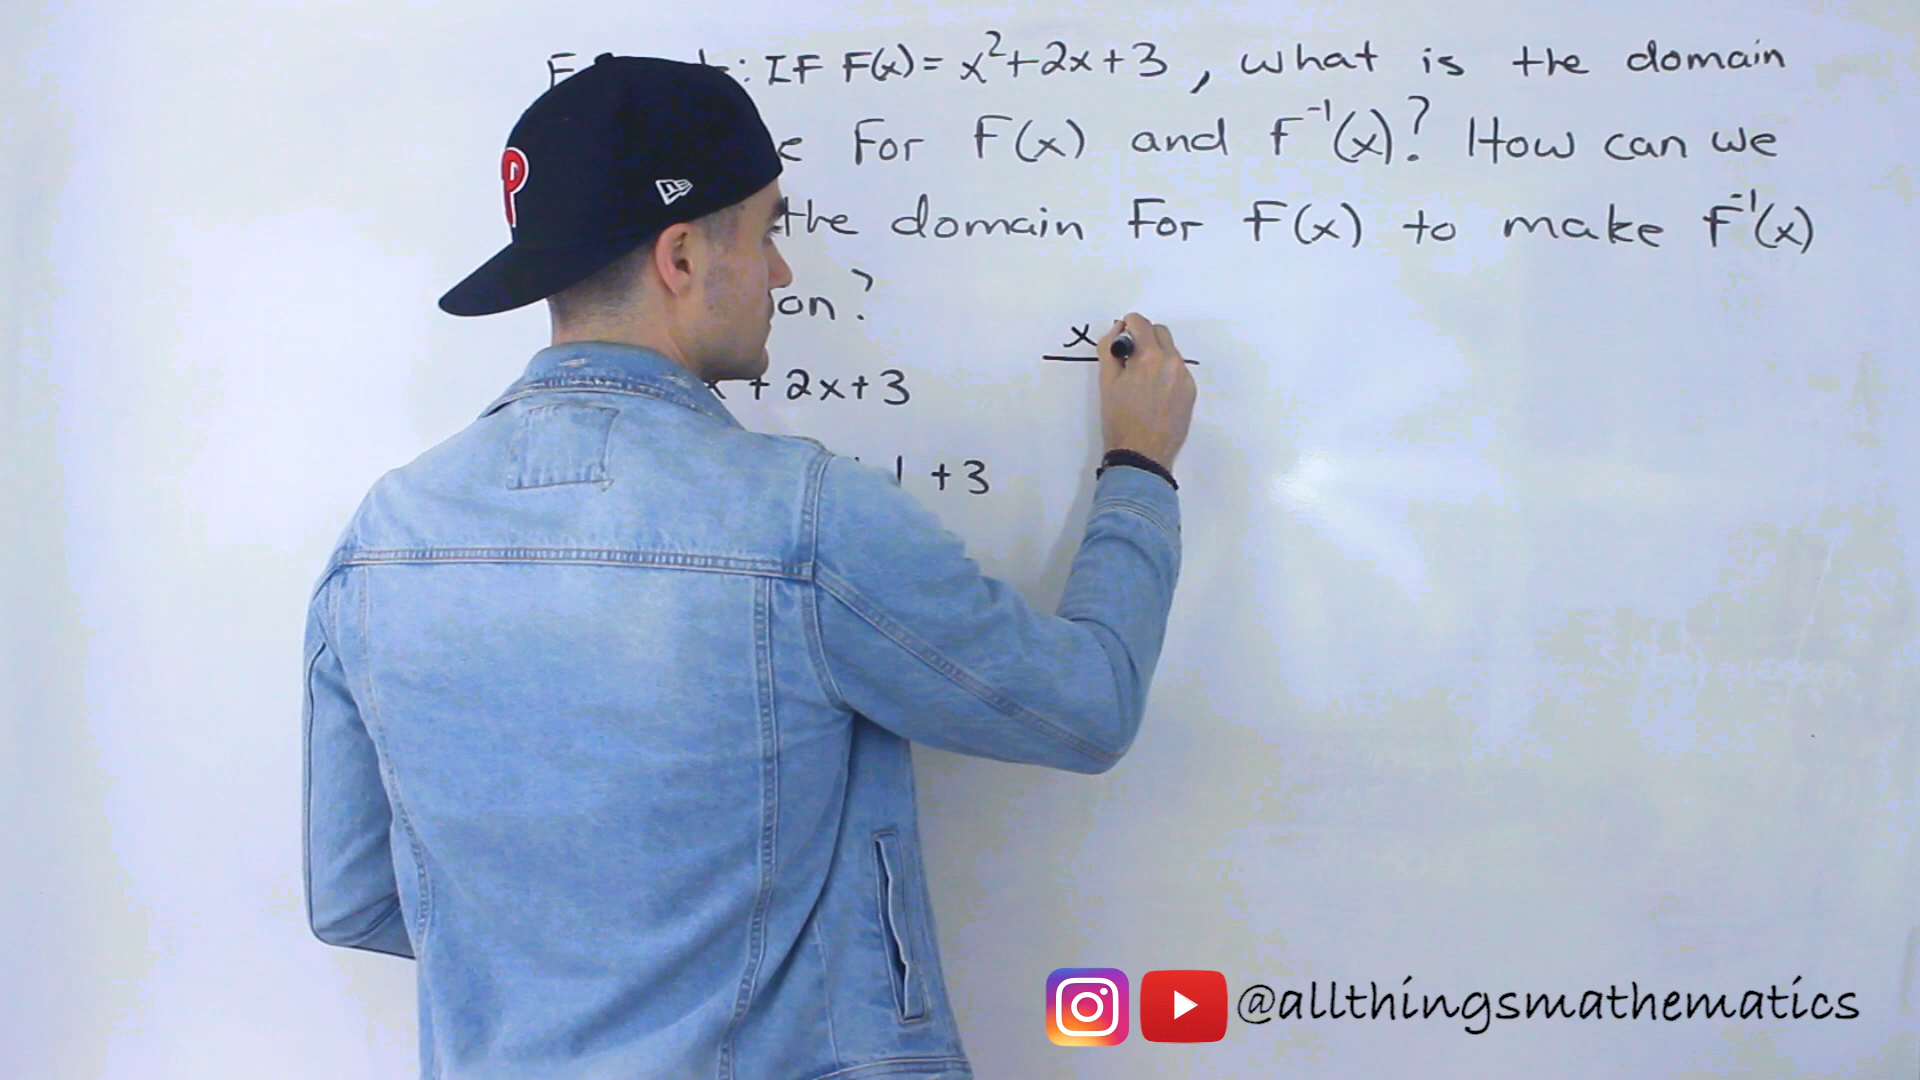 : IF F(x) = x²+2x+3, what is the domain
For F(x) and F⁻¹(x)? How can we
the domain For F(x) to make F⁻¹(x)
on?
x
+ 2x+3
1 +3
P
@allthingsmathematics